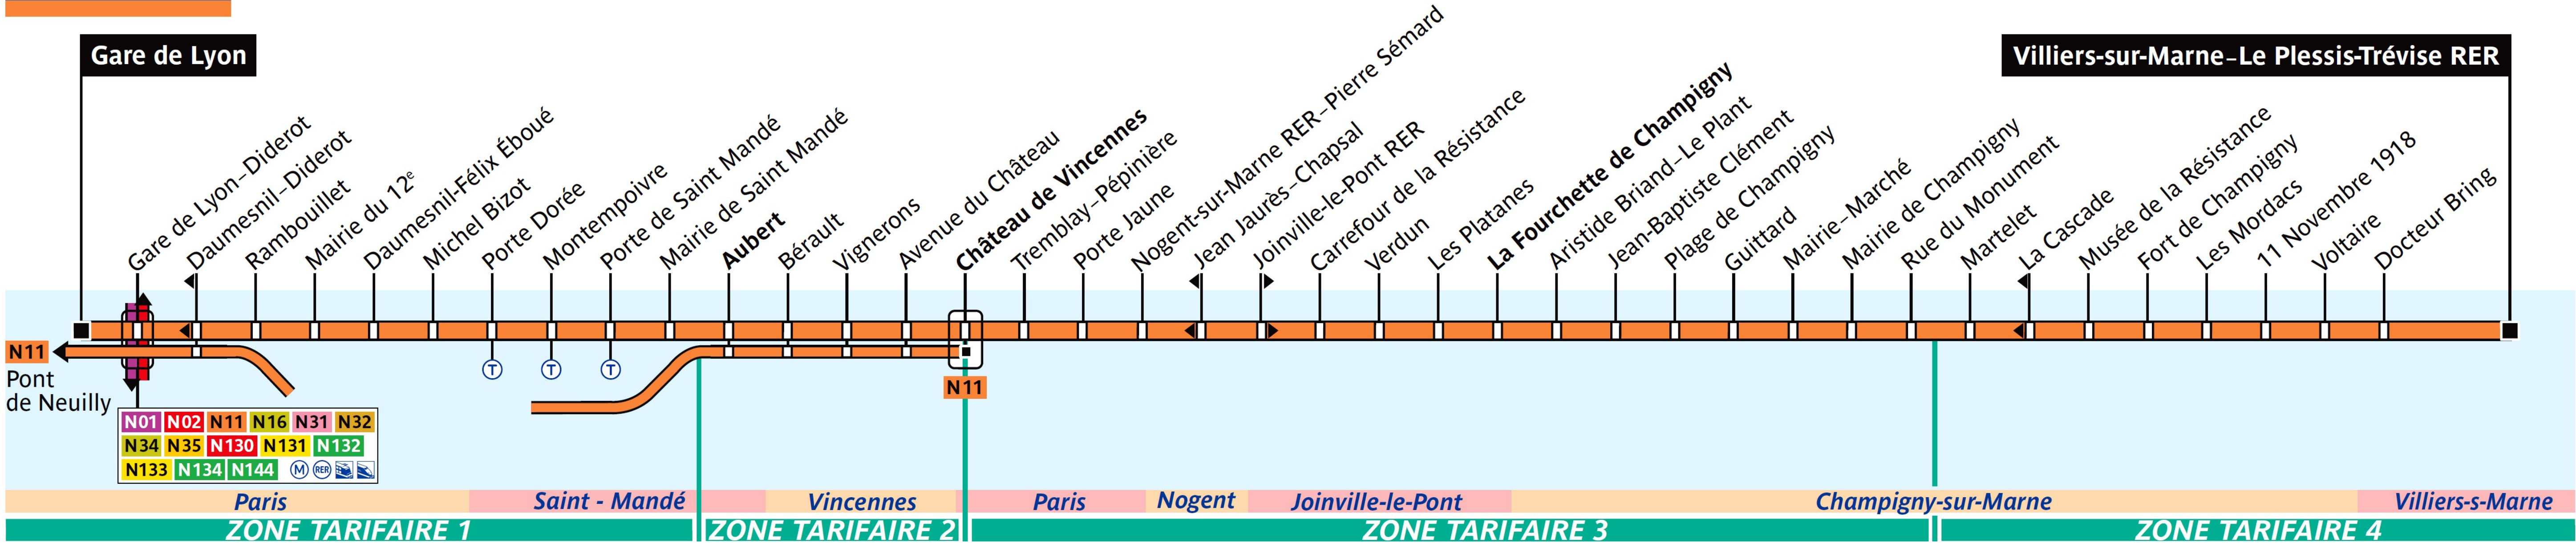 Gare de Lyon
Villiers-sur-Marne–Le Plessis-Trévise RER
Gare de Lyon–Diderot
Daumesnil–Diderot
Rambouillet
Mairie du 12e
Daumesnil-Félix Éboué
Michel Bizot
Porte Dorée
Montempoivre
Porte de Saint Mandé
Mairie de Saint Mandé
Aubert
Bérault
Vignerons
Avenue du Château
Château de Vincennes
Tremblay–Pépinière
Porte Jaune
Nogent-sur-Marne RER–Pierre Sémard
Jean Jaurès–Chapsal
Joinville-le-Pont RER
Carrefour de la Résistance
Verdun
Les Platanes
La Fourchette de Champigny
Aristide Briand–Le Plant
Jean-Baptiste Clément
Plage de Champigny
Guittard
Mairie–Marché
Mairie de Champigny
Rue du Monument
Martelet
La Cascade
Musée de la Résistance
Fort de Champigny
Les Mordacs
11 Novembre 1918
Voltaire
Docteur Bring
N11
Pont
de Neuilly
T T T
N11
N01 N02 N11 N16 N31 N32
N34 N35 N130 N131 N132
N133 N134 N144 M RER
Paris Saint - Mandé Vincennes Paris Nogent Joinville-le-Pont Champigny-sur-Marne Villiers-s-Marne
ZONE TARIFAIRE 1 ZONE TARIFAIRE 2 ZONE TARIFAIRE 3 ZONE TARIFAIRE 4